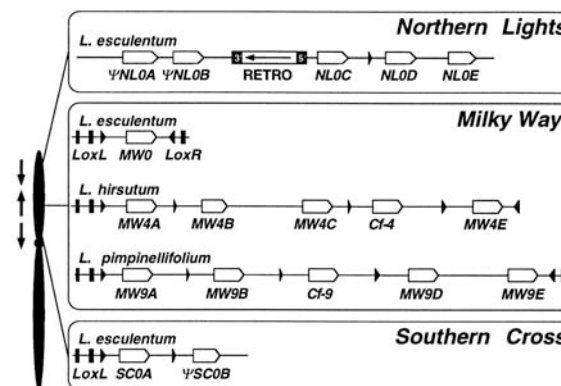 Northern Lights
L. esculentum
ΨNL0A ΨNL0B RETRO NL0C NL0D NL0E
5' 5'
Milky Way
L. esculentum
LoxL MW0 LoxR
L. hirsutum
MW4A MW4B MW4C Cf-4 MW4E
L. pimpinellifolium
MW9A MW9B Cf-9 MW9D MW9E
Southern Cross
L. esculentum
LoxL SC0A ΨSC0B